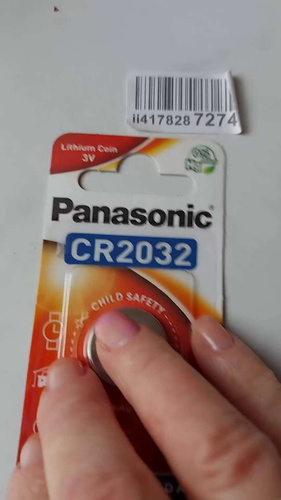 ii417828 7274
Lithium Coin
3V
Panasonic
CR2032
CHILD SAFETY